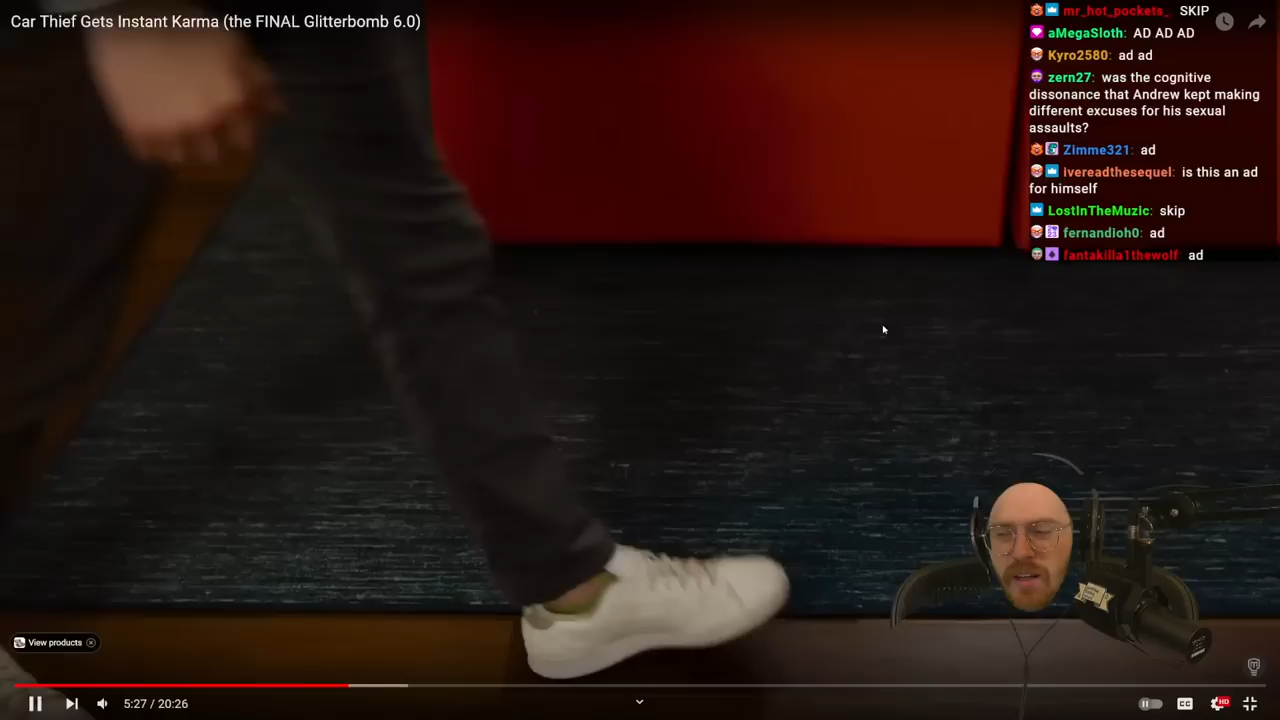 Car Thief Gets Instant Karma (the FINAL Glitterbomb 6.0)
mr_hot_pockets_ SKIP
aMegaSloth: AD AD AD
Kyro2580: ad ad
zern27: was the cognitive
dissonance that Andrew kept making
different excuses for his sexual
assaults?
Zimme321: ad
ivereadthesequel: is this an ad
for himself
LostInTheMuzic: skip
fernandioh0: ad
fantakilla1thewolf ad
View products
5:27 / 20:26
CC
HD